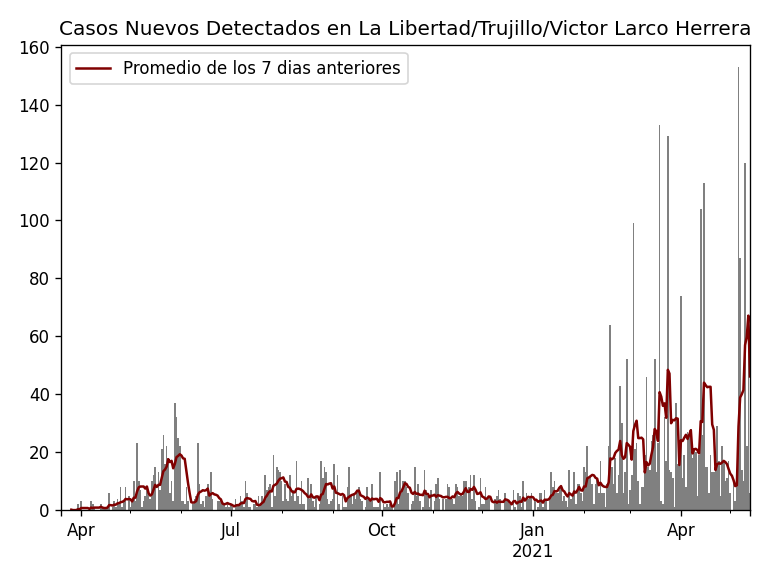 Casos Nuevos Detectados en La Libertad/Trujillo/Victor Larco Herrera
Promedio de los 7 dias anteriores
160
140
120
100
80
60
40
20
0
Apr
Jul
Oct
Jan
2021
Apr